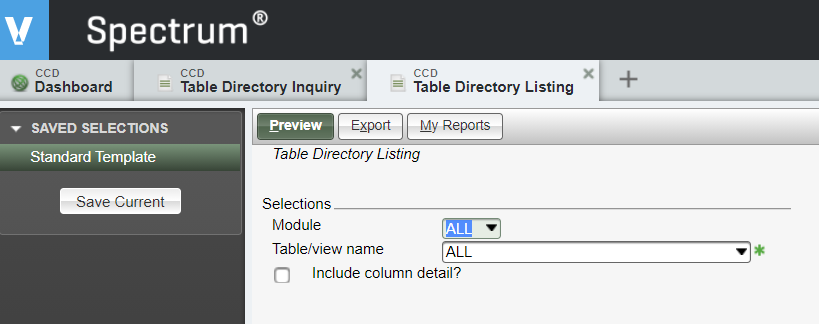 Spectrum®
CCD
Dashboard
CCD
Table Directory Inquiry
CCD
Table Directory Listing
SAVED SELECTIONS
Standard Template
Save Current
Preview Export My Reports
Table Directory Listing
Selections
Module ALL
Table/view name ALL *
Include column detail?